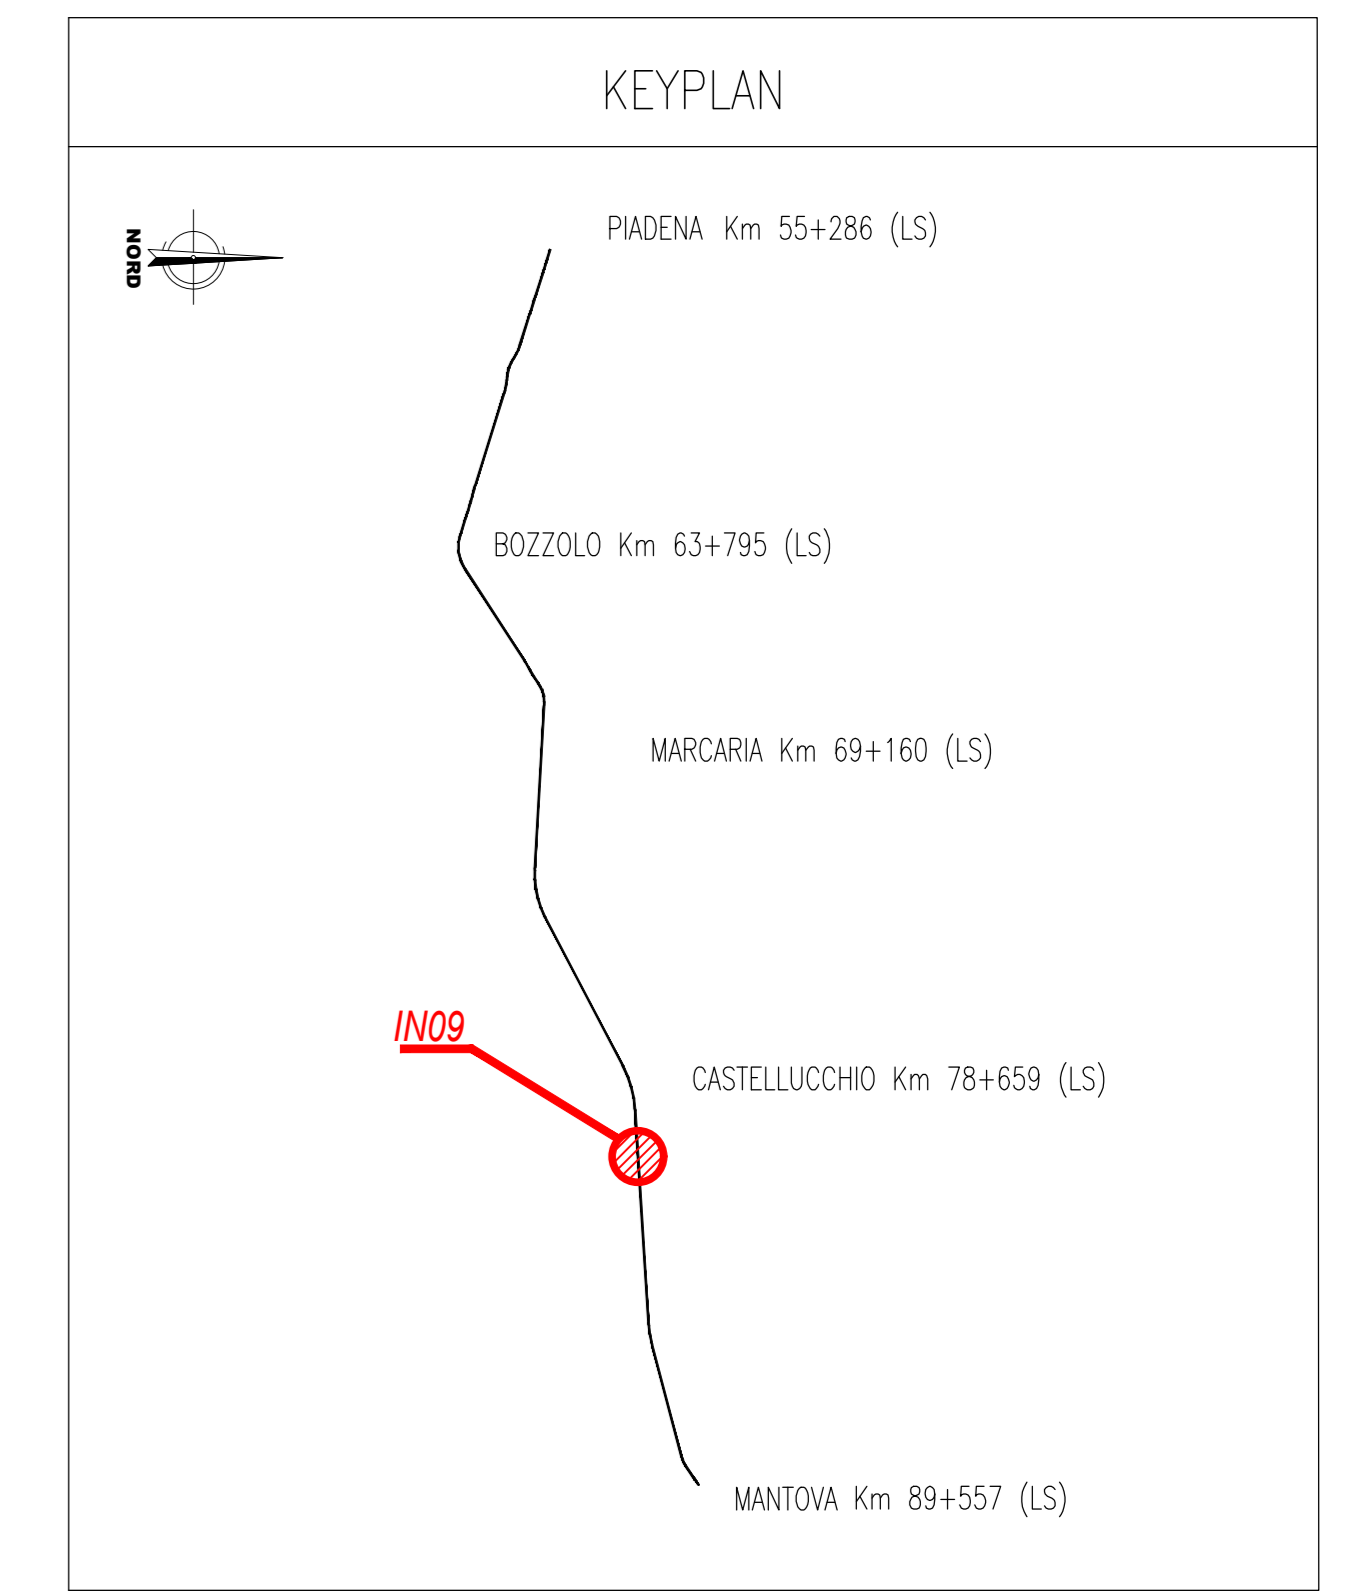 KEYPLAN
NORD
PIADENA Km 55+286 (LS)
BOZZOLO Km 63+795 (LS)
MARCARIA Km 69+160 (LS)
IN09
CASTELLUCCHIO Km 78+659 (LS)
MANTOVA Km 89+557 (LS)